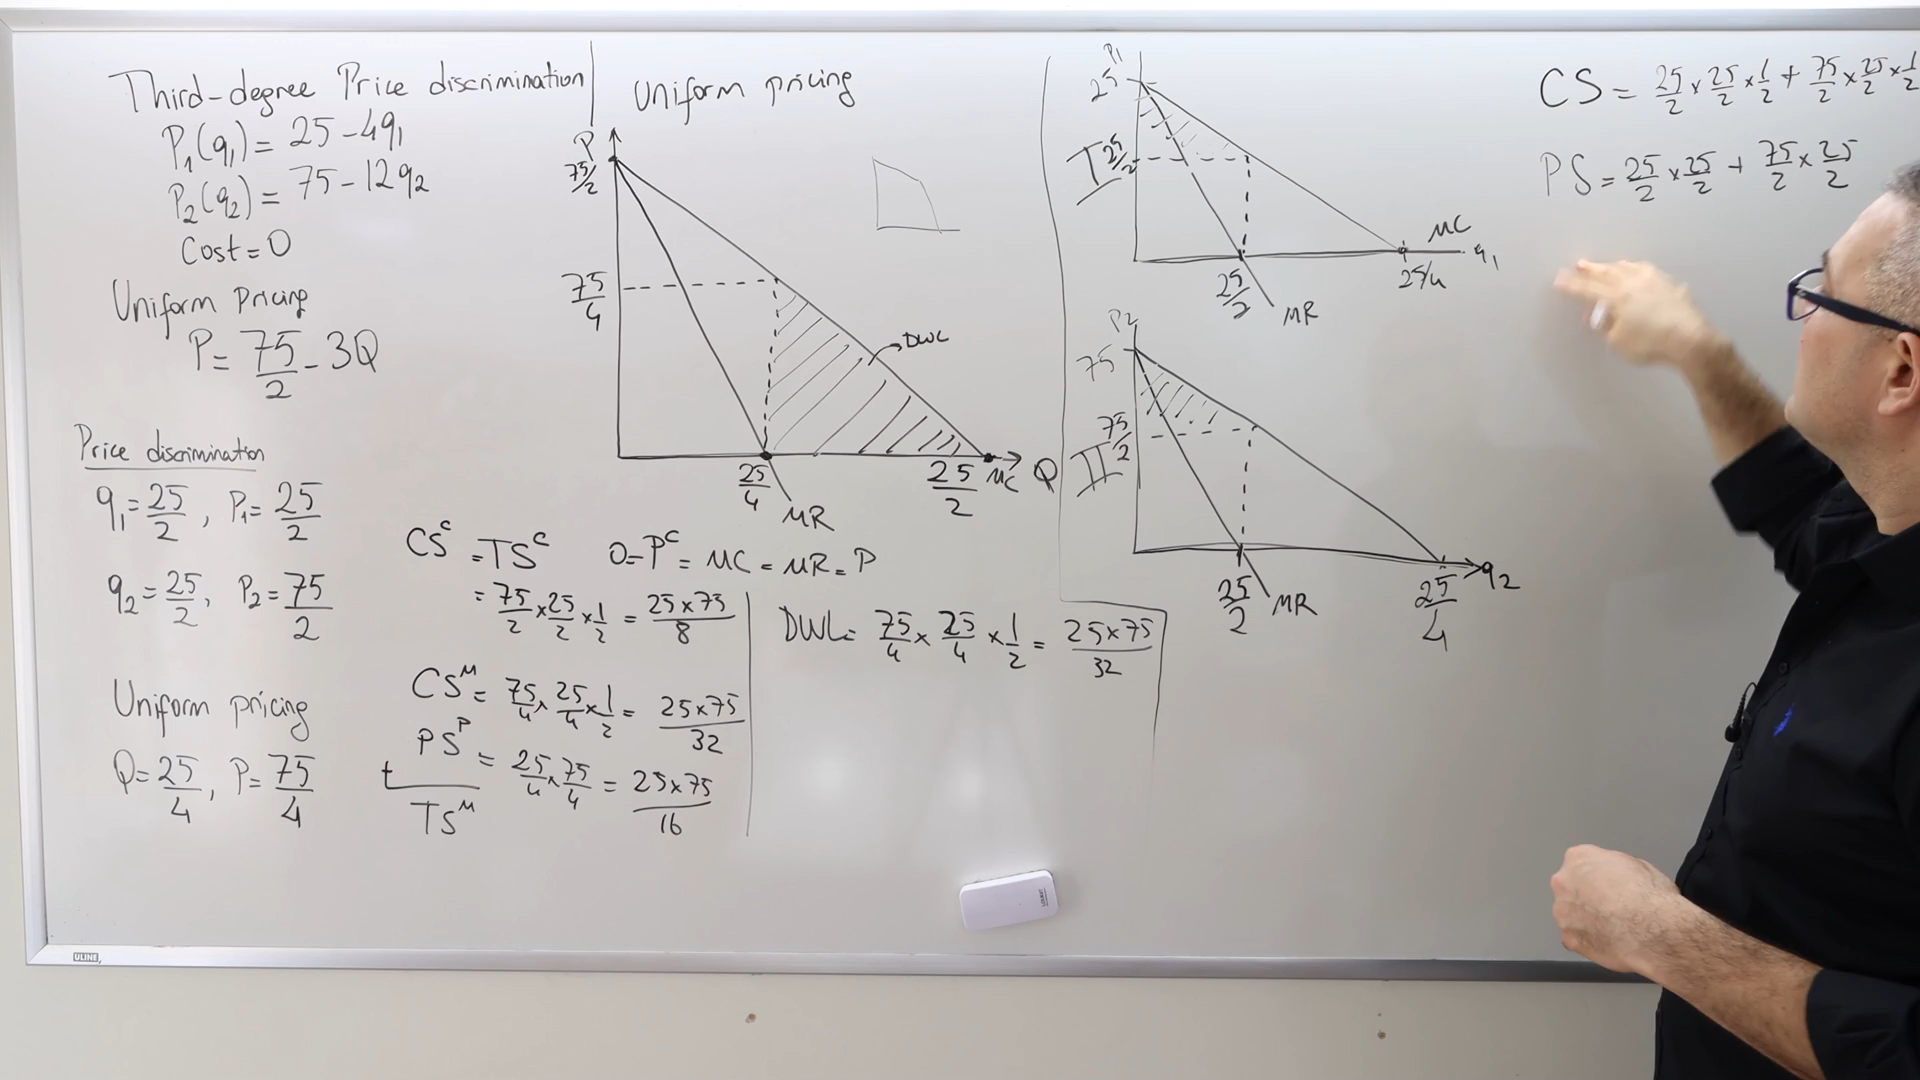 Third-degree Price discrimination
P₁(q₁) = 25 - 4q₁
P₂(q₂) = 75 - 12q₂
Cost = 0
Uniform Pricing
P = 75/2 - 3Q
Price discrimination
q₁ = 25/2, P₁ = 25/2
q₂ = 25/2, P₂ = 75/2
Uniform pricing
Q = 25/4, P = 75/4
Uniform pricing
P
75/2
75/4
DWL
25/4
25/2
MC
Q
MR
CSᶜ = TSᶜ 0 = Pᶜ = MC = MR = P
= 75/2 × 25/2 × 1/2 = 25×75/8
CSᴹ = 75/4 × 25/4 × 1/2 = 25×75/32
PSᴾ = 25/4 × 75/4 = 25×75/16
+
TSᴹ
DWL = 75/4 × 25/4 × 1/2 = 25×75/32
P₁
25
I
25/2
MC
q₁
25/2
25/4
MR
P₂
75
II
75/2
25/2
MR
25/4
q₂
CS = 25/2 × 25/2 × 1/2 + 75/2 × 25/2 × 1/2
PS = 25/2 × 25/2 + 75/2 × 25/2
ULINE